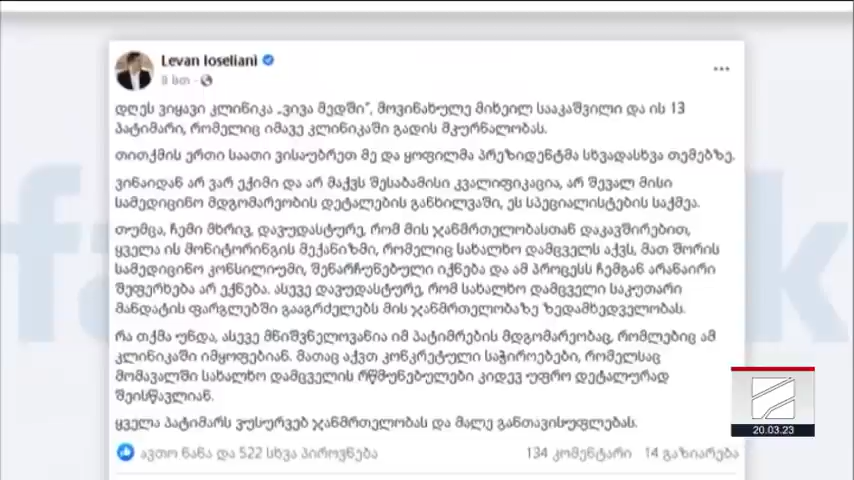 Levan Ioseliani
8 სთ
დღეს ვიყავი კლინიკა „ვივა მედში", მოვინახულე მიხეილ სააკაშვილი და ის 13
პატიმარი, რომელიც იმავე კლინიკაში გადის მკურნალობას.
თითქმის ერთი საათი ვისაუბრეთ მე და ყოფილმა პრეზიდენტმა სხვადასხვა თემებზე.
ვინაიდან არ ვარ ექიმი და არ მაქვს შესაბამისი კვალიფიკაცია, არ შევალ მისი
სამედიცინო მდგომარეობის დეტალების განხილვაში, ეს სპეციალისტების საქმეა.
თუმცა, ჩემი მხრივ, დავუდასტურე, რომ მის ჯანმრთელობასთან დაკავშირებით,
ყველა ის მონიტორინგის მექანიზმი, რომელიც სახალხო დამცველს აქვს, მათ შორის
სამედიცინო კონსილიუმი, შენარჩუნებული იქნება და ამ პროცესს ჩემგან არანაირი
შეფერხება არ ექნება. ასევე დავუდასტურე, რომ სახალხო დამცველი საკუთარი
მანდატის ფარგლებში გააგრძელებს მის ჯანმრთელობაზე ზედამხედველობას.
რა თქმა უნდა, ასევე მნიშვნელოვანია იმ პატიმრების მდგომარეობაც, რომლებიც ამ
კლინიკაში იმყოფებიან. მათაც აქვთ კონკრეტული საჭიროებები, რომელსაც
მომავალში სახალხო დამცველის რწმუნებულები კიდევ უფრო დეტალურად
შეისწავლიან.
ყველა პატიმარს ვუსურვებ ჯანმრთელობას და მალე განთავისუფლებას.
ავთო ნანა და 522 სხვა პიროვნება
134 კომენტარი 14 გაზიარება
20.03.23